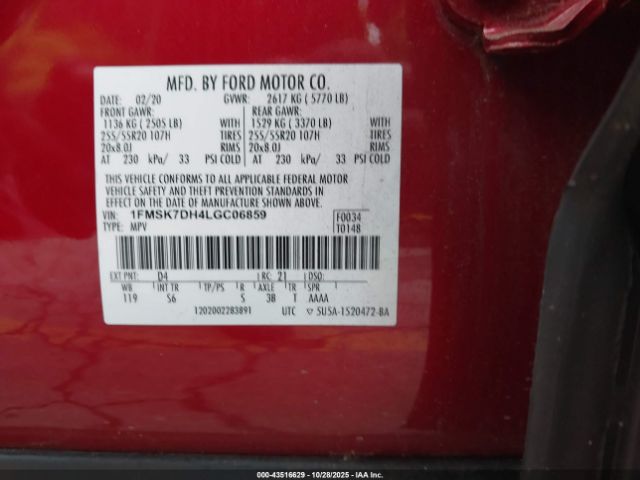 MFD. BY FORD MOTOR CO.
DATE: 02/20 GVWR: 2617 KG ( 5770 LB)
FRONT GAWR: REAR GAWR:
1136 KG ( 2505 LB) WITH 1529 KG ( 3370 LB) WITH
255/55R20 107H TIRES 255/55R20 107H TIRES
20x8.0J RIMS 20x8.0J RIMS
AT 230 kPa/ 33 PSI COLD AT 230 kPa/ 33 PSI COLD
THIS VEHICLE CONFORMS TO ALL APPLICABLE FEDERAL MOTOR
VEHICLE SAFETY AND THEFT PREVENTION STANDARDS IN
EFFECT ON THE DATE OF MANUFACTURE SHOWN ABOVE.
VIN: 1FMSK7DH4LGC06859 F0034
TYPE: MPV T0148
EXT PNT: D4 RC: 21 DSO:
WB INT TR TP/PS R AXLE TR SPR
119 S6 S 3B T AAAA
1202002283891 UTC ▽ 5U5A-1520472-BA
000-43516629 10/28/2025 IAA Inc.